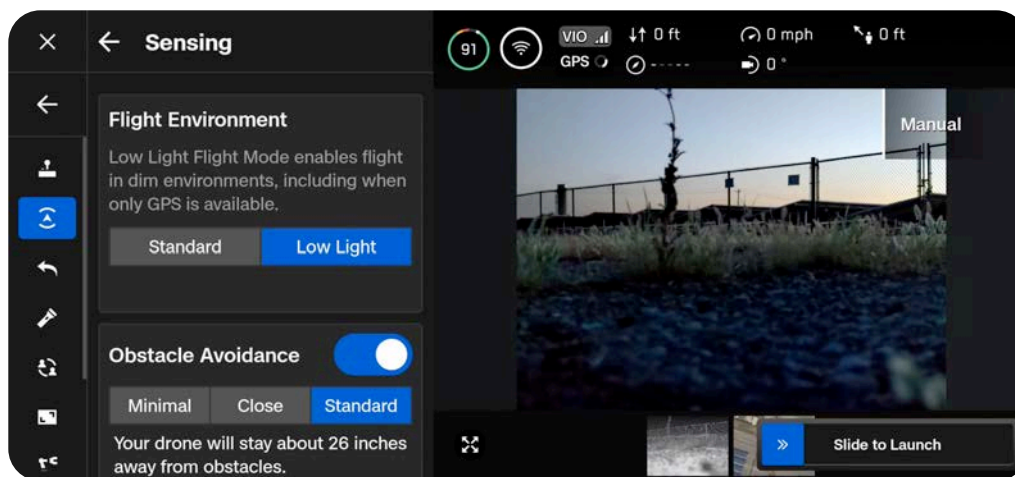 Sensing
Flight Environment
Low Light Flight Mode enables flight
in dim environments, including when
only GPS is available.
Standard
Low Light
Obstacle Avoidance
Minimal
Close
Standard
Your drone will stay about 26 inches
away from obstacles.
91
VIO
GPS
0 ft
-----
0 mph
0 °
0 ft
Manual
Slide to Launch